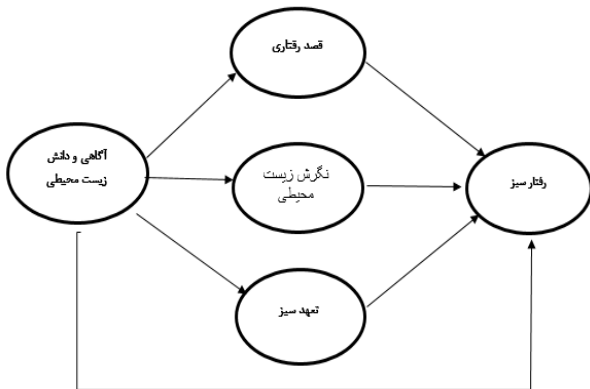 قصد رفتاری
آگاهی و دانش
زیست محیطی
نگرش زیست
محیطی
رفتار سبز
تعهد سبز